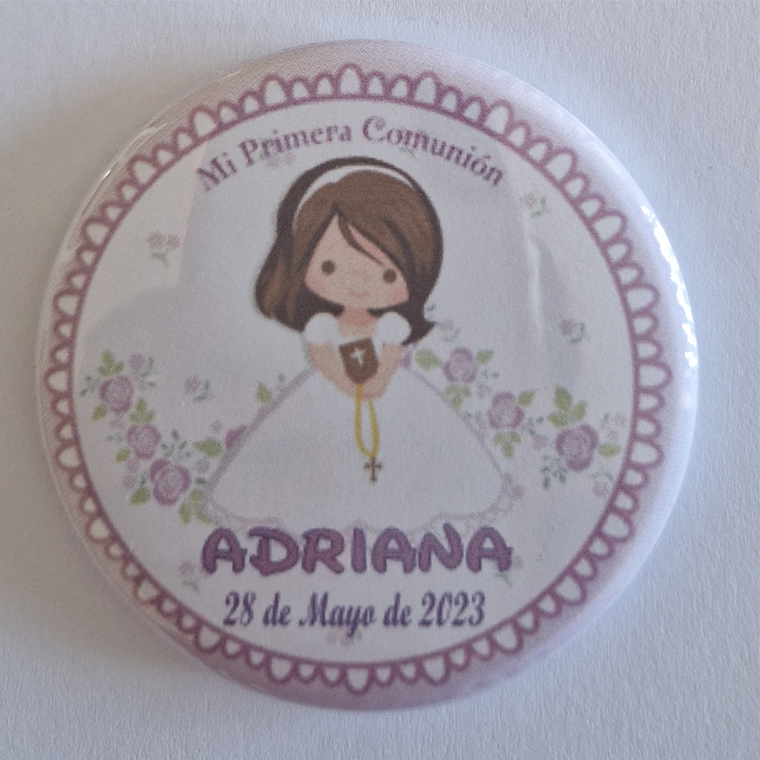 Mi Primera Comunión
ADRIANA
28 de Mayo de 2023